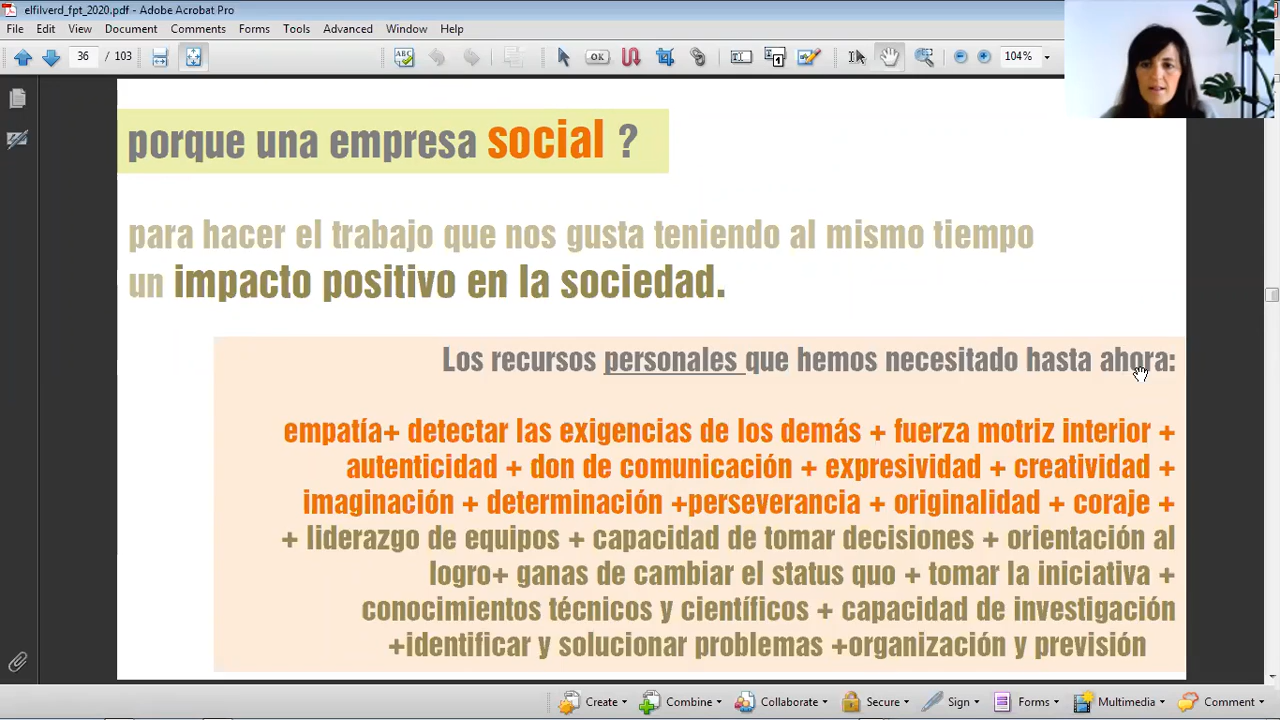 elfilverd_fpt_2020.pdf - Adobe Acrobat Pro
File Edit View Document Comments Forms Tools Advanced Window Help
36 / 103 ABC OK 1 104%
porque una empresa social ?
para hacer el trabajo que nos gusta teniendo al mismo tiempo
un impacto positivo en la sociedad.
Los recursos personales que hemos necesitado hasta ahora:
empatía+ detectar las exigencias de los demás + fuerza motriz interior +
autenticidad + don de comunicación + expresividad + creatividad +
imaginación + determinación +perseverancia + originalidad + coraje +
+ liderazgo de equipos + capacidad de tomar decisiones + orientación al
logro+ ganas de cambiar el status quo + tomar la iniciativa +
conocimientos técnicos y científicos + capacidad de investigación
+identificar y solucionar problemas +organización y previsión
Create Combine Collaborate Secure Sign Forms Multimedia Comment